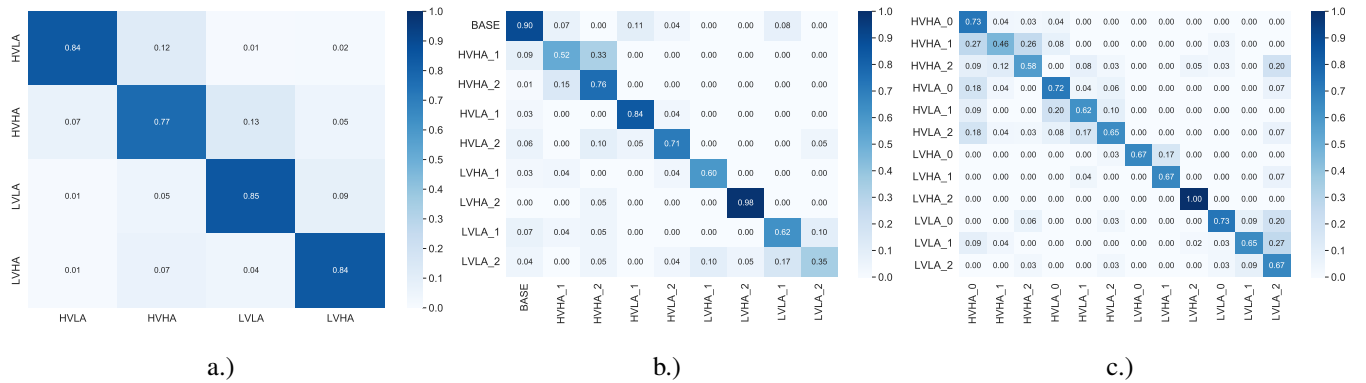 HVLA 0.84 0.12 0.01 0.02
HVHA 0.07 0.77 0.13 0.05
LVLA 0.01 0.05 0.85 0.09
LVHA 0.01 0.07 0.04 0.84
HVLA HVHA LVLA LVHA
1.0
0.9
0.8
0.7
0.6
0.5
0.4
0.3
0.2
0.1
0.0
a.)
BASE 0.90 0.07 0.00 0.11 0.04 0.00 0.00 0.08 0.00
HVHA_1 0.09 0.52 0.33 0.00 0.00 0.00 0.00 0.00 0.00
HVHA_2 0.01 0.15 0.76 0.00 0.00 0.00 0.00 0.00 0.00
HVLA_1 0.03 0.00 0.00 0.84 0.04 0.00 0.00 0.00 0.00
HVLA_2 0.06 0.00 0.10 0.05 0.71 0.00 0.00 0.00 0.05
LVHA_1 0.03 0.04 0.00 0.00 0.04 0.60 0.00 0.00 0.00
LVHA_2 0.00 0.00 0.05 0.00 0.00 0.00 0.98 0.00 0.00
LVLA_1 0.07 0.04 0.05 0.00 0.00 0.00 0.00 0.62 0.10
LVLA_2 0.04 0.00 0.05 0.00 0.04 0.10 0.05 0.17 0.35
BASE HVHA_1 HVHA_2 HVLA_1 HVLA_2 LVHA_1 LVHA_2 LVLA_1 LVLA_2
1.0
0.9
0.8
0.7
0.6
0.5
0.4
0.3
0.2
0.1
0.0
b.)
HVHA_0 0.73 0.04 0.03 0.04 0.00 0.00 0.00 0.00 0.00 0.00 0.00 0.00
HVHA_1 0.27 0.46 0.26 0.08 0.00 0.00 0.00 0.00 0.00 0.03 0.00 0.00
HVHA_2 0.09 0.12 0.58 0.00 0.08 0.03 0.00 0.00 0.05 0.03 0.00 0.20
HVLA_0 0.18 0.04 0.00 0.72 0.04 0.06 0.00 0.00 0.00 0.00 0.00 0.07
HVLA_1 0.09 0.00 0.00 0.20 0.62 0.10 0.00 0.00 0.00 0.00 0.00 0.00
HVLA_2 0.18 0.04 0.03 0.08 0.17 0.65 0.00 0.00 0.00 0.00 0.00 0.07
LVHA_0 0.00 0.00 0.00 0.00 0.00 0.03 0.67 0.17 0.00 0.00 0.00 0.00
LVHA_1 0.00 0.00 0.00 0.00 0.04 0.00 0.00 0.67 0.00 0.00 0.00 0.07
LVHA_2 0.00 0.00 0.00 0.00 0.00 0.00 0.00 0.00 1.00 0.00 0.00 0.00
LVLA_0 0.00 0.00 0.06 0.00 0.00 0.03 0.00 0.00 0.00 0.73 0.09 0.20
LVLA_1 0.09 0.04 0.00 0.00 0.00 0.00 0.00 0.00 0.02 0.03 0.65 0.27
LVLA_2 0.00 0.00 0.03 0.00 0.00 0.03 0.00 0.00 0.00 0.03 0.09 0.67
HVHA_0 HVHA_1 HVHA_2 HVLA_0 HVLA_1 HVLA_2 LVHA_0 LVHA_1 LVHA_2 LVLA_0 LVLA_1 LVLA_2
1.0
0.9
0.8
0.7
0.6
0.5
0.4
0.3
0.2
0.1
0.0
c.)